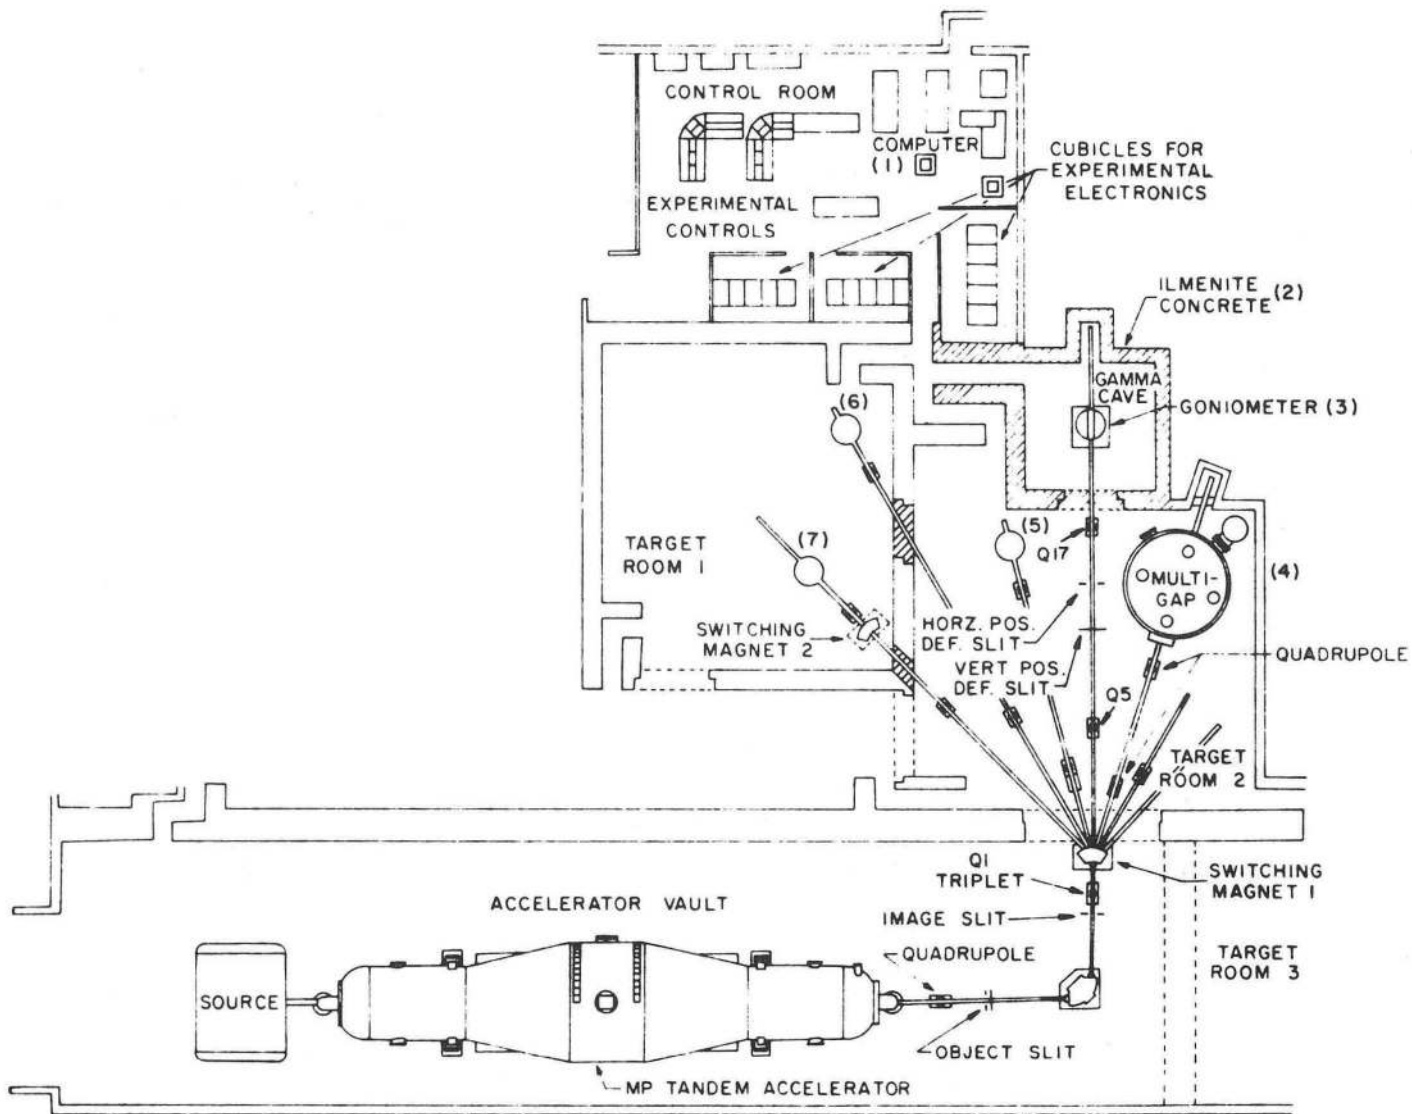 CONTROL ROOM
COMPUTER
(1)
CUBICLES FOR
EXPERIMENTAL
ELECTRONICS
EXPERIMENTAL
CONTROLS
ILMENITE
CONCRETE (2)
GAMMA
CAVE
GONIOMETER (3)
(6)
(5)
Q17
(7)
TARGET
ROOM 1
MULTI-
GAP
(4)
HORZ. POS.
DEF. SLIT
SWITCHING
MAGNET 2
VERT POS.
DEF. SLIT
QUADRUPOLE
Q5
TARGET
ROOM 2
Q1
TRIPLET
SWITCHING
MAGNET 1
IMAGE SLIT
ACCELERATOR VAULT
QUADRUPOLE
TARGET
ROOM 3
SOURCE
OBJECT SLIT
MP TANDEM ACCELERATOR